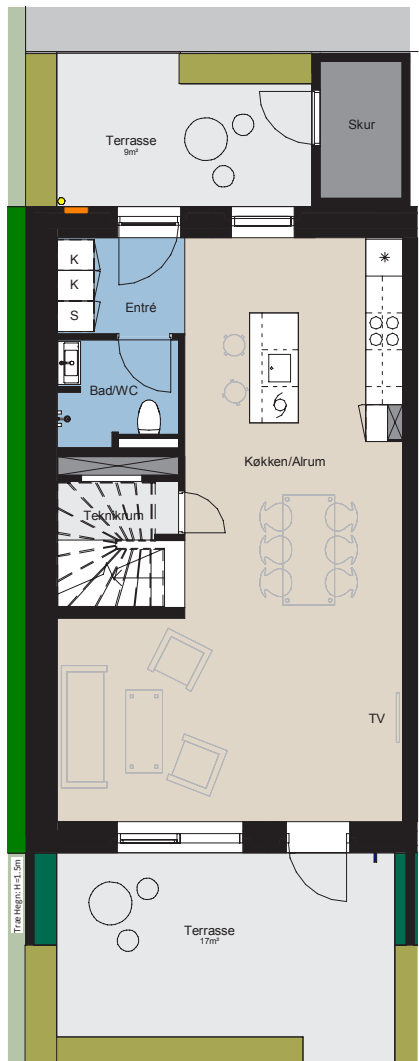 Terrasse
9m²
Skur
K
K
S
Entré
Bad/WC
Køkken/Alrum
Teknikrum
TV
Træ Hegn: H=1.5m
Terrasse
17m²